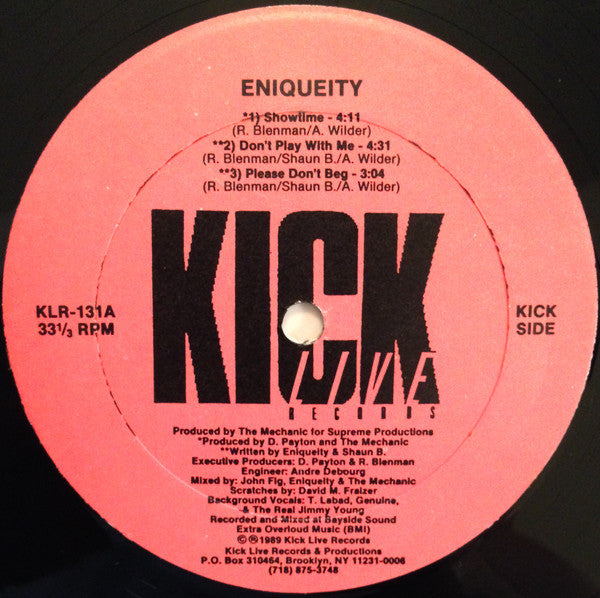 ENIQUEITY
*1) Showtime - 4:11
(R. Blenman/A. Wilder)
**2) Don't Play With Me - 4:31
(R. Blenman/Shaun B./A. Wilder)
**3) Please Don't Beg - 3:04
(R. Blenman/Shaun B./A. Wilder)
KICK
LIVE
RECORDS
KLR-131A
33⅓ RPM
KICK
SIDE
Produced by The Mechanic for Supreme Productions
*Produced by D. Payton and The Mechanic
**Written by Eniqueity & Shaun B.
Executive Producers: D. Payton & R. Blenman
Engineer: Andre Debourg
Mixed by: John Fig, Eniqueity & The Mechanic
Scratches by: David M. Fraizer
Background Vocals: T. Labad, Genuine,
& The Real Jimmy Young
Recorded and Mixed at Bayside Sound
Extra Overloud Music (BMI)
©℗1989 Kick Live Records
Kick Live Records & Productions
P.O. Box 310464, Brooklyn, NY 11231-0006
(718) 875-3748